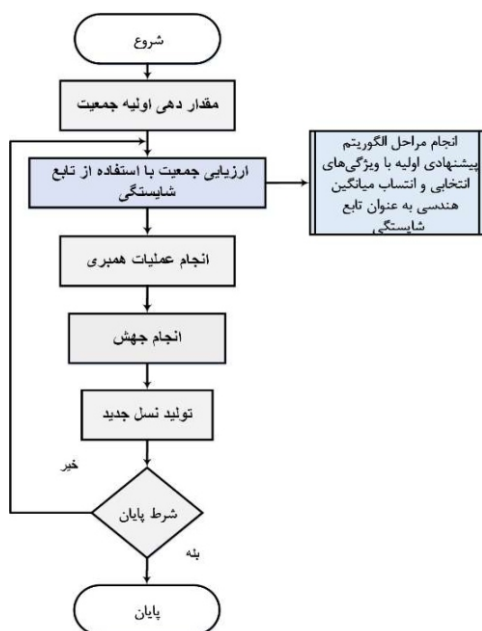 شروع
مقدار دهی اولیه جمعیت
ارزیابی جمعیت با استفاده از تابع
شایستگی
انجام مراحل الگوریتم
پیشنهادی اولیه با ویژگی‌های
انتخابی و انتساب میانگین
هندسی به عنوان تابع
شایستگی
انجام عملیات همبری
انجام جهش
تولید نسل جدید
خیر
شرط پایان
بله
پایان